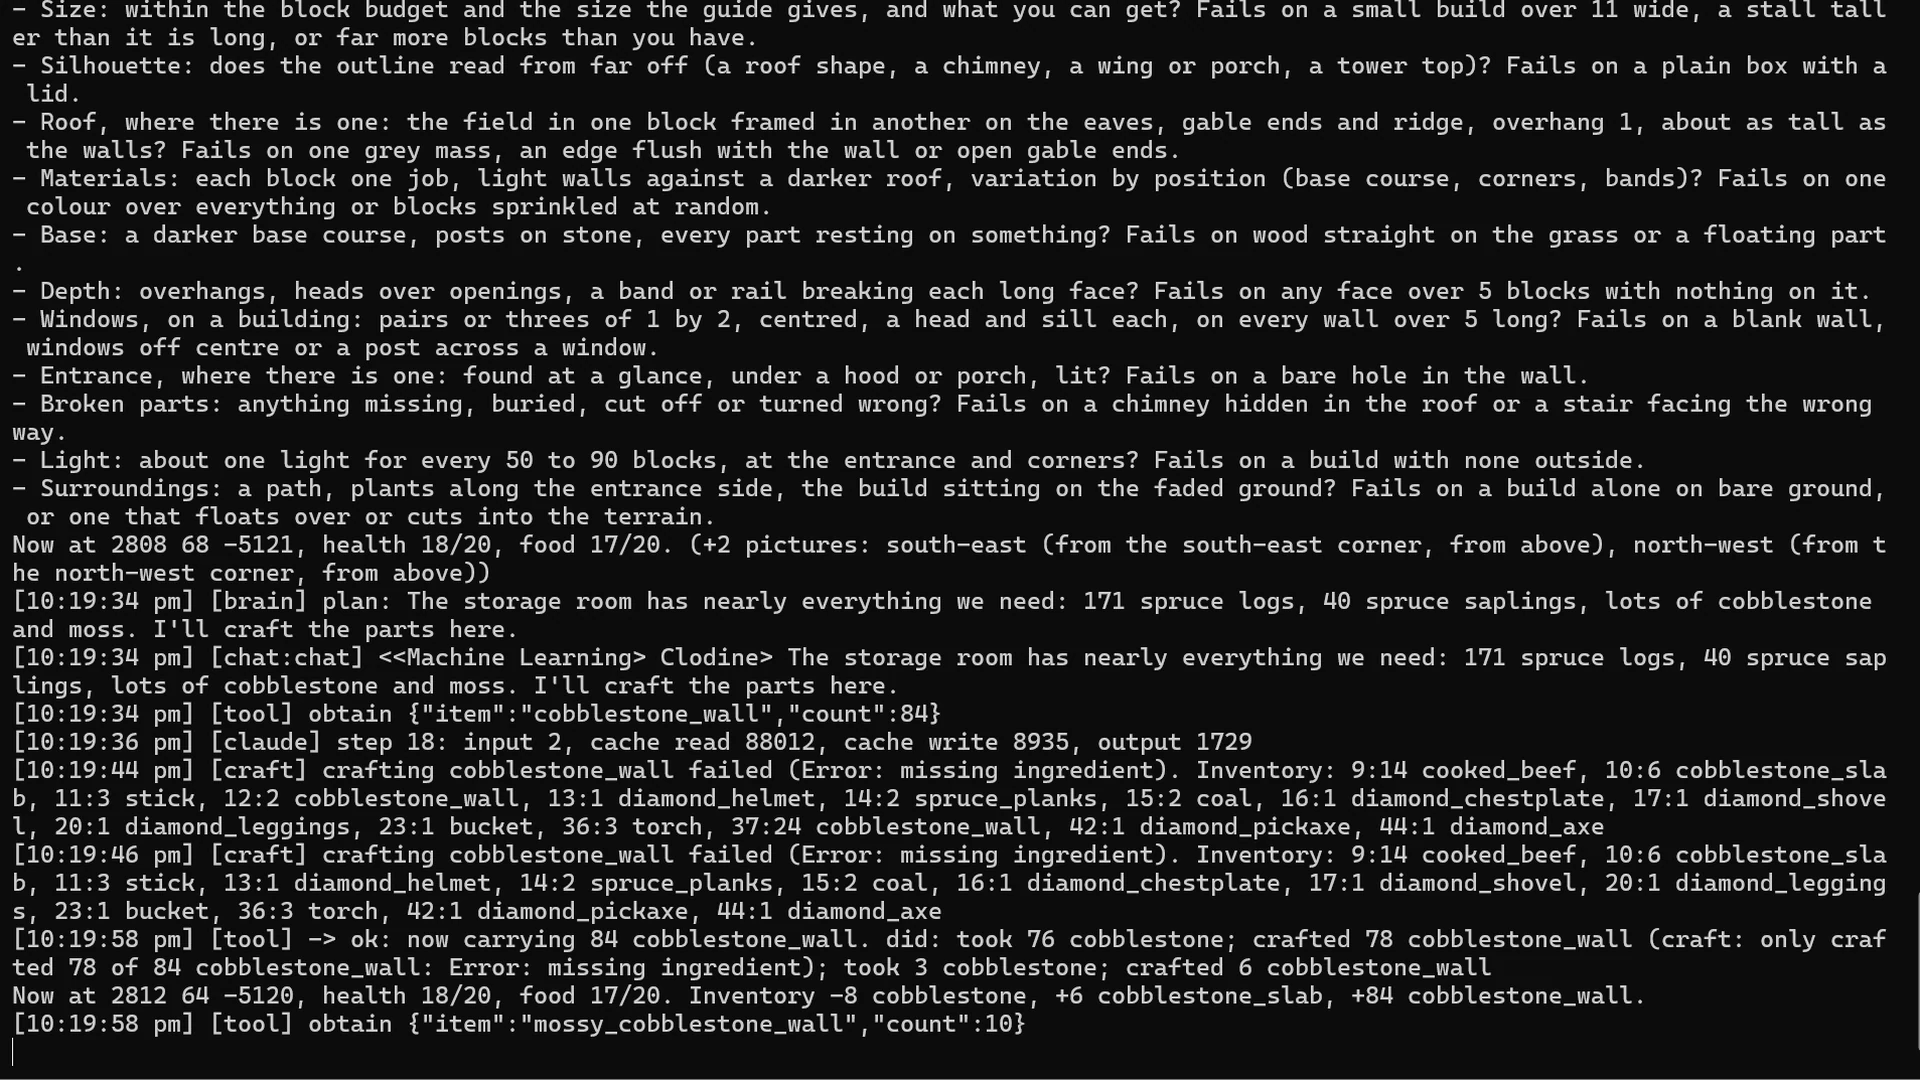 - Size: within the block budget and the size the guide gives, and what you can get? Fails on a small build over 11 wide, a stall tall
er than it is long, or far more blocks than you have.
- Silhouette: does the outline read from far off (a roof shape, a chimney, a wing or porch, a tower top)? Fails on a plain box with a
 lid.
- Roof, where there is one: the field in one block framed in another on the eaves, gable ends and ridge, overhang 1, about as tall as
 the walls? Fails on one grey mass, an edge flush with the wall or open gable ends.
- Materials: each block one job, light walls against a darker roof, variation by position (base course, corners, bands)? Fails on one
 colour over everything or blocks sprinkled at random.
- Base: a darker base course, posts on stone, every part resting on something? Fails on wood straight on the grass or a floating part
.
- Depth: overhangs, heads over openings, a band or rail breaking each long face? Fails on any face over 5 blocks with nothing on it.
- Windows, on a building: pairs or threes of 1 by 2, centred, a head and sill each, on every wall over 5 long? Fails on a blank wall,
 windows off centre or a post across a window.
- Entrance, where there is one: found at a glance, under a hood or porch, lit? Fails on a bare hole in the wall.
- Broken parts: anything missing, buried, cut off or turned wrong? Fails on a chimney hidden in the roof or a stair facing the wrong
way.
- Light: about one light for every 50 to 90 blocks, at the entrance and corners? Fails on a build with none outside.
- Surroundings: a path, plants along the entrance side, the build sitting on the faded ground? Fails on a build alone on bare ground,
 or one that floats over or cuts into the terrain.
Now at 2808 68 -5121, health 18/20, food 17/20. (+2 pictures: south-east (from the south-east corner, from above), north-west (from t
he north-west corner, from above))
[10:19:34 pm] [brain] plan: The storage room has nearly everything we need: 171 spruce logs, 40 spruce saplings, lots of cobblestone
and moss. I'll craft the parts here.
[10:19:34 pm] [chat:chat] <<Machine Learning> Clodine> The storage room has nearly everything we need: 171 spruce logs, 40 spruce sap
lings, lots of cobblestone and moss. I'll craft the parts here.
[10:19:34 pm] [tool] obtain {"item":"cobblestone_wall","count":84}
[10:19:36 pm] [claude] step 18: input 2, cache read 88012, cache write 8935, output 1729
[10:19:44 pm] [craft] crafting cobblestone_wall failed (Error: missing ingredient). Inventory: 9:14 cooked_beef, 10:6 cobblestone_sla
b, 11:3 stick, 12:2 cobblestone_wall, 13:1 diamond_helmet, 14:2 spruce_planks, 15:2 coal, 16:1 diamond_chestplate, 17:1 diamond_shove
l, 20:1 diamond_leggings, 23:1 bucket, 36:3 torch, 37:24 cobblestone_wall, 42:1 diamond_pickaxe, 44:1 diamond_axe
[10:19:46 pm] [craft] crafting cobblestone_wall failed (Error: missing ingredient). Inventory: 9:14 cooked_beef, 10:6 cobblestone_sla
b, 11:3 stick, 13:1 diamond_helmet, 14:2 spruce_planks, 15:2 coal, 16:1 diamond_chestplate, 17:1 diamond_shovel, 20:1 diamond_legging
s, 23:1 bucket, 36:3 torch, 42:1 diamond_pickaxe, 44:1 diamond_axe
[10:19:58 pm] [tool] -> ok: now carrying 84 cobblestone_wall. did: took 76 cobblestone; crafted 78 cobblestone_wall (craft: only craf
ted 78 of 84 cobblestone_wall: Error: missing ingredient); took 3 cobblestone; crafted 6 cobblestone_wall
Now at 2812 64 -5120, health 18/20, food 17/20. Inventory -8 cobblestone, +6 cobblestone_slab, +84 cobblestone_wall.
[10:19:58 pm] [tool] obtain {"item":"mossy_cobblestone_wall","count":10}